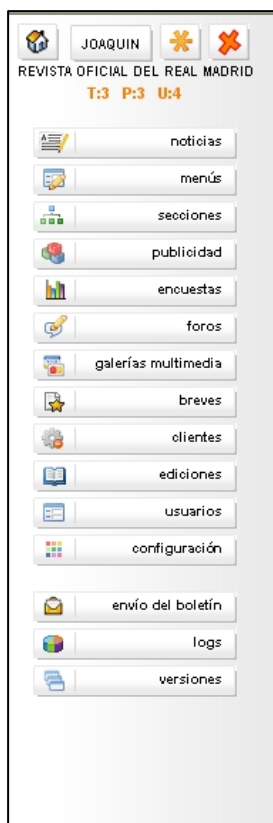 JOAQUIN
REVISTA OFICIAL DEL REAL MADRID
T:3 P:3 U:4
noticias
menús
secciones
publicidad
encuestas
foros
galerías multimedia
breves
clientes
ediciones
usuarios
configuración
envío del boletín
logs
versiones